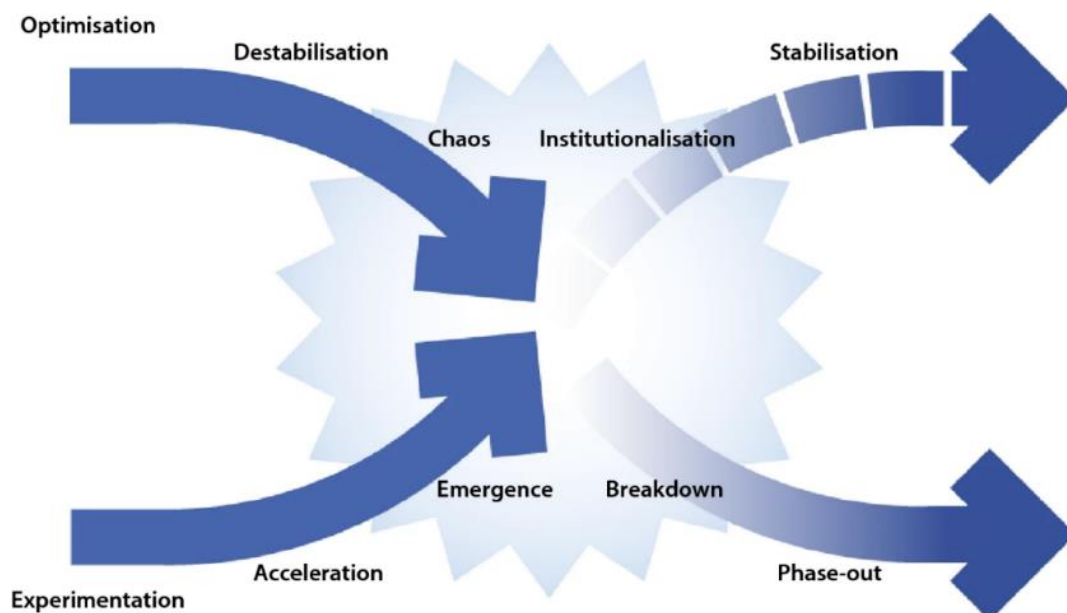 Optimisation
Destabilisation
Stabilisation
Chaos
Institutionalisation
Emergence
Breakdown
Acceleration
Phase-out
Experimentation